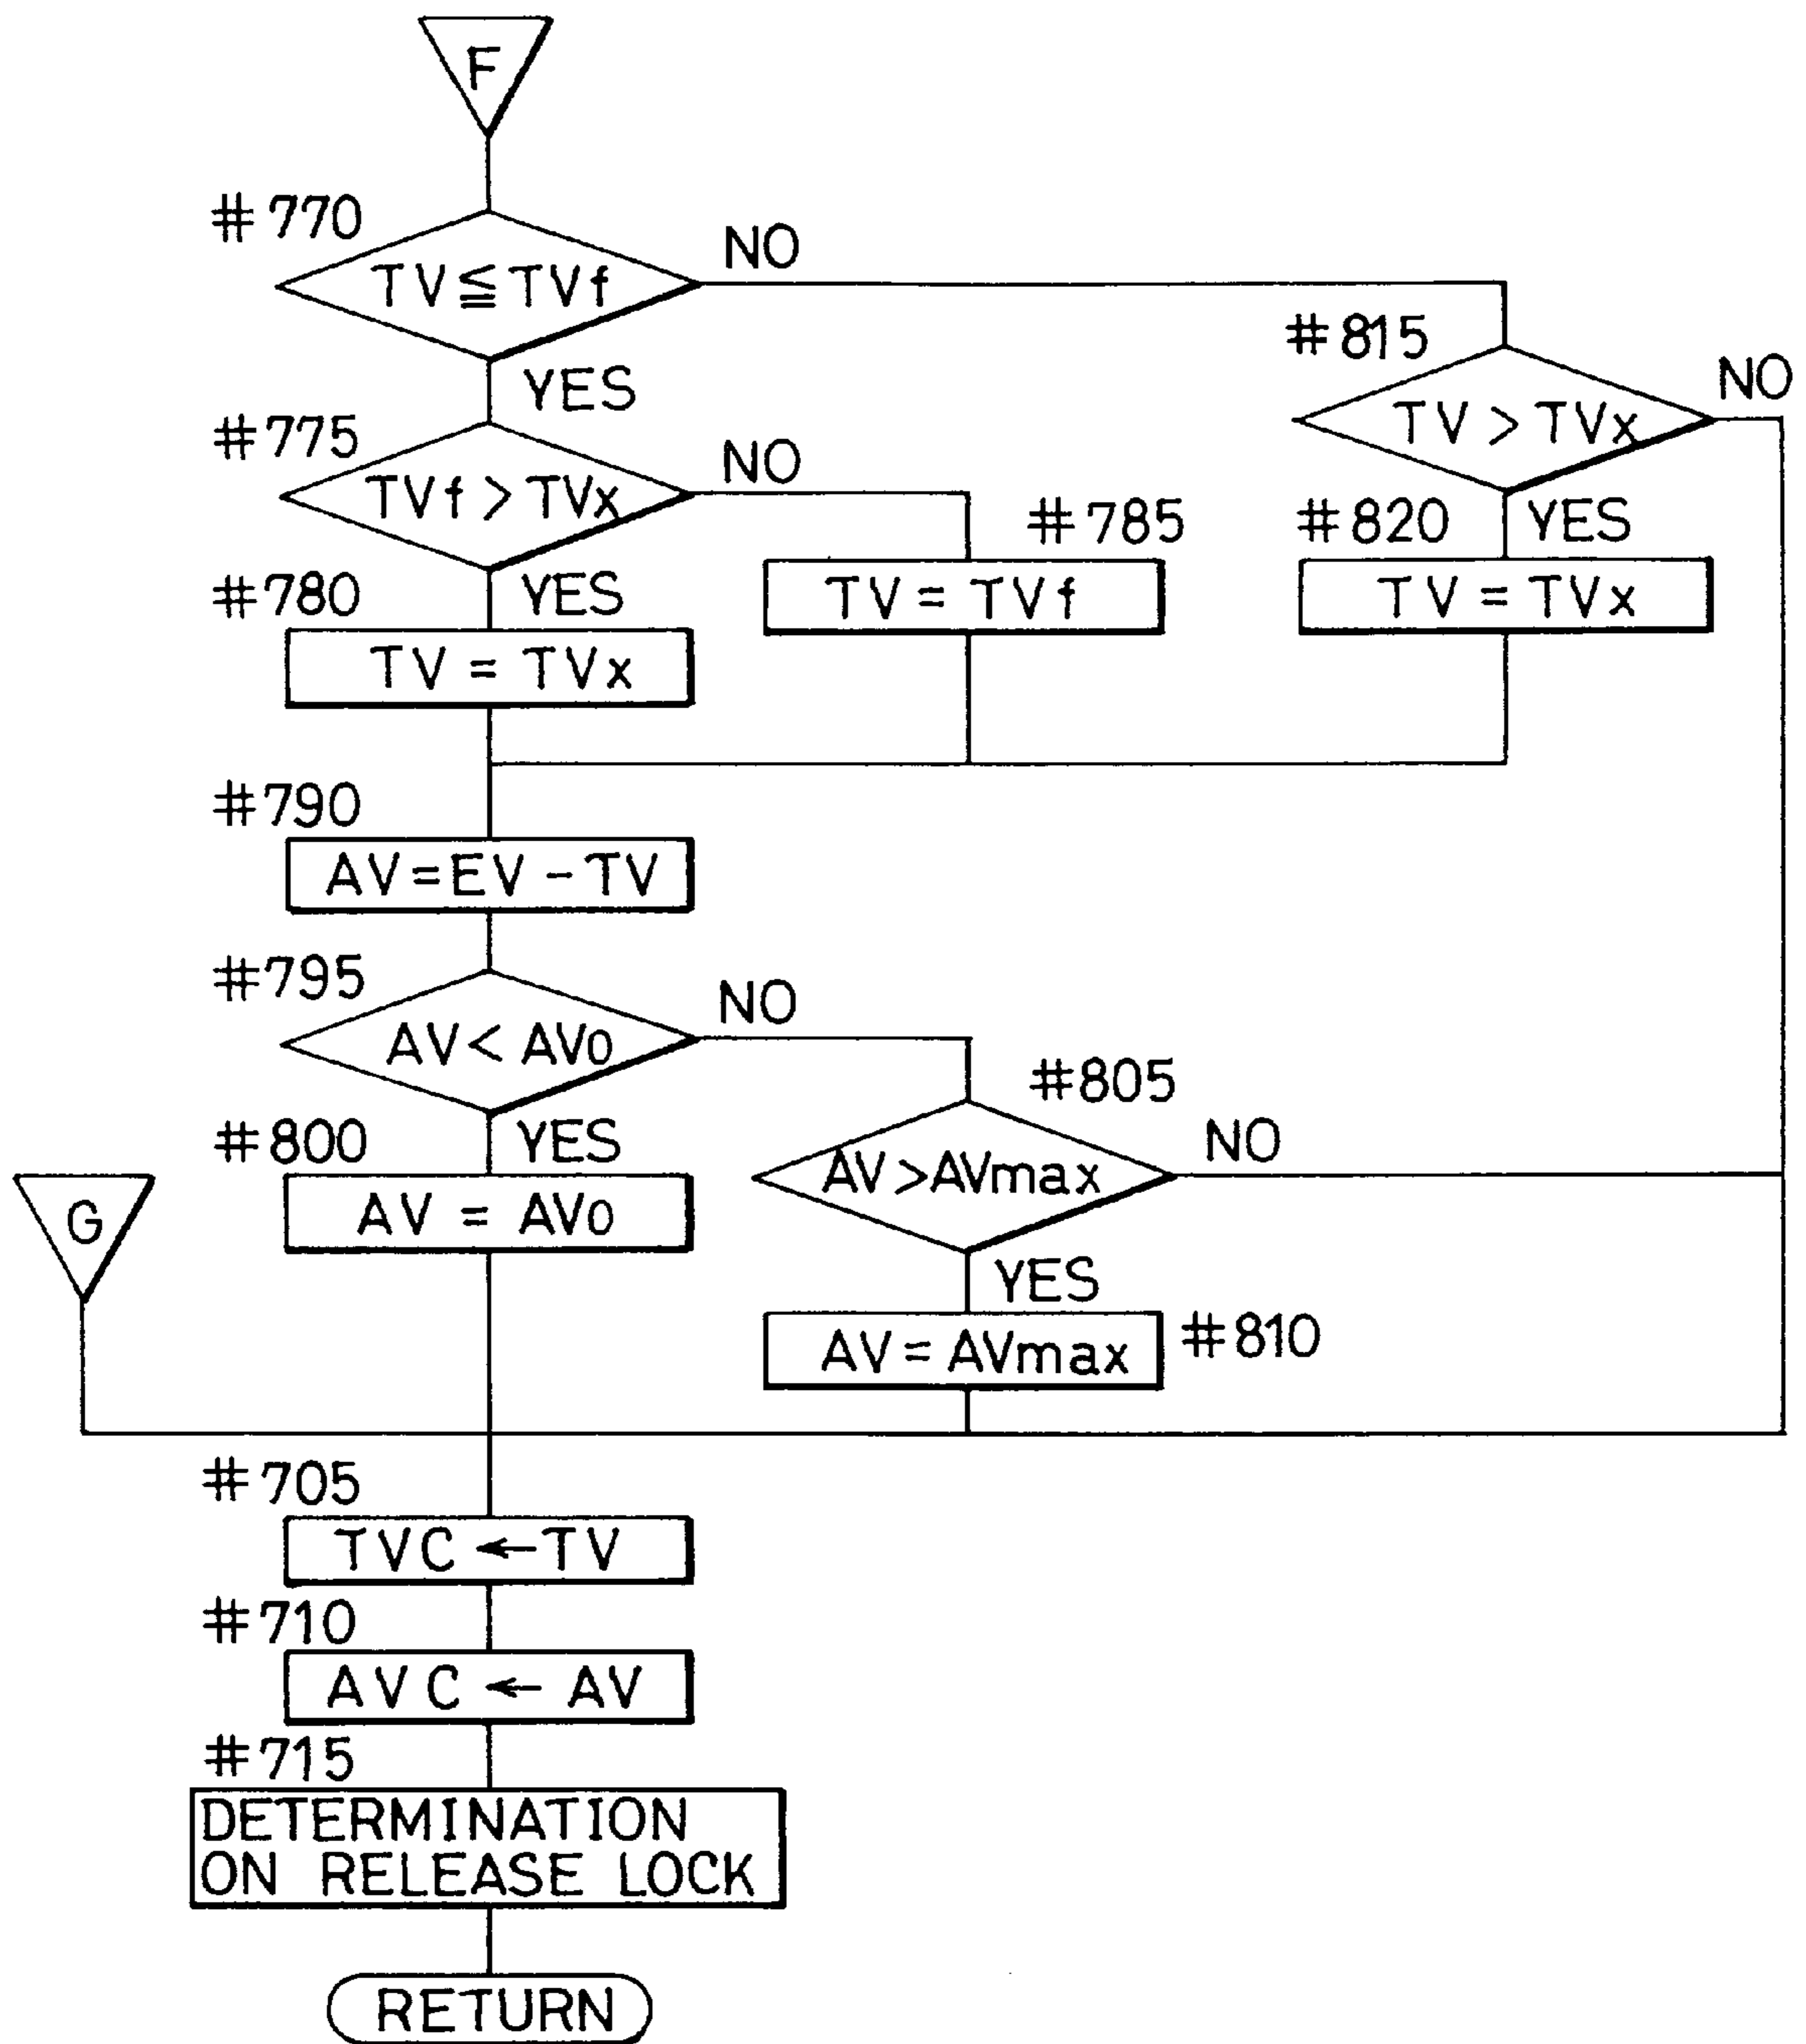 F
#770
TV≦TVf
NO
YES
#815
TV > TVx
NO
#775
TVf > TVx
NO
YES
#785
TV = TVf
#820
YES
TV = TVx
#780
TV = TVx
#790
AV=EV-TV
#795
AV< AVo
NO
YES
#805
AV>AVmax
NO
YES
#800
AV = AVo
G
AV=AVmax
#810
#705
TVC ← TV
#710
AVC ← AV
#715
DETERMINATION
ON RELEASE LOCK
RETURN